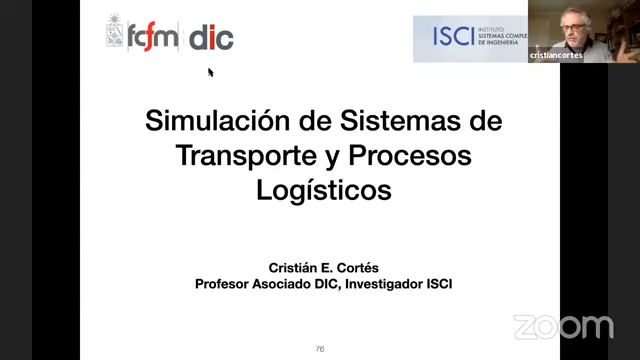 fcfm dic
ISCI INSTITUTO
SISTEMAS COMPLE
DE INGENIERÍA
cristiancortes
Simulación de Sistemas de
Transporte y Procesos
Logísticos
Cristián E. Cortés
Profesor Asociado DIC, Investigador ISCI
zoom
76